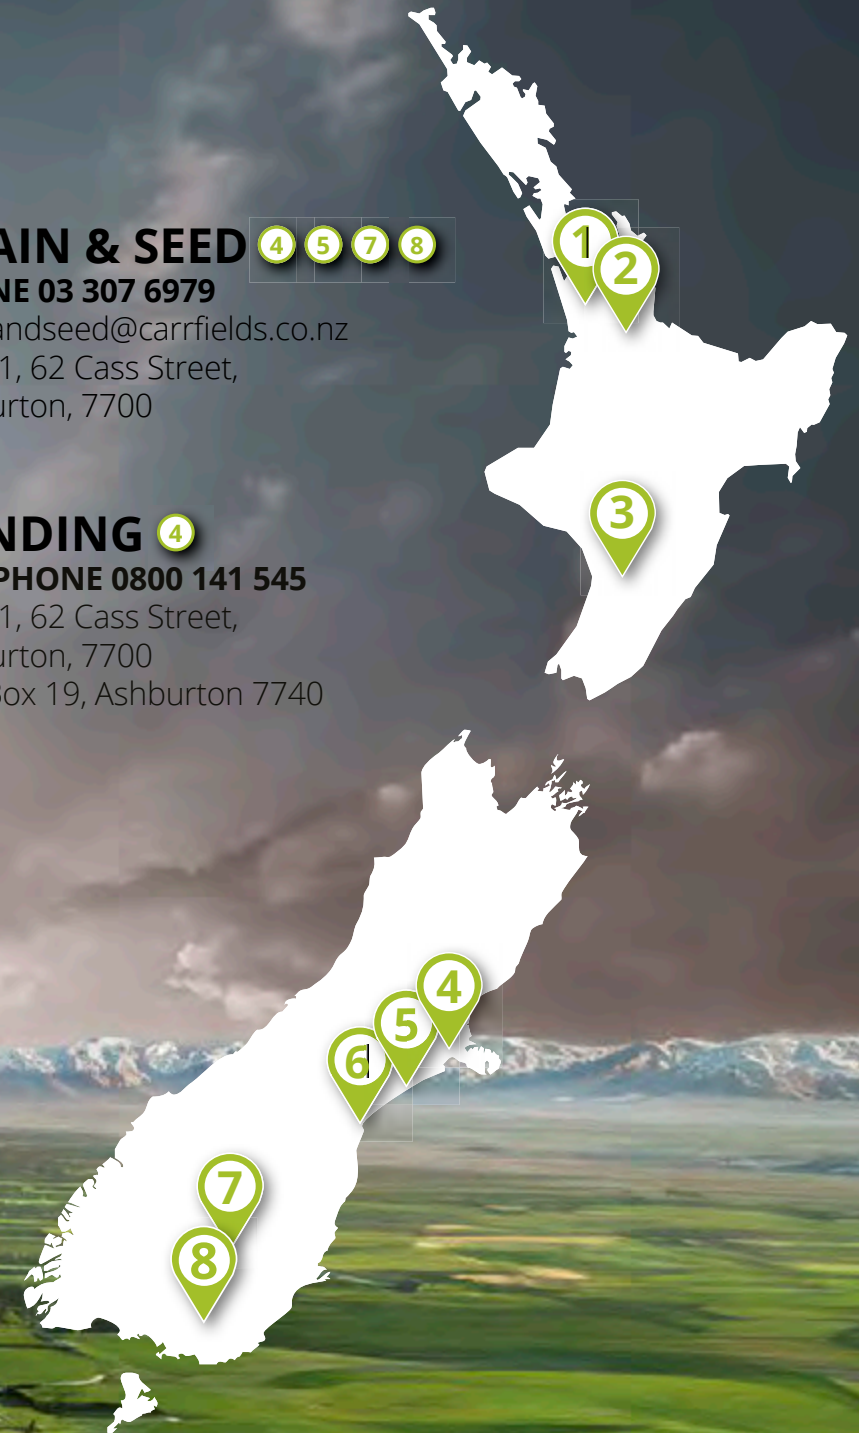 AIN & SEED 4 5 7 8
NE 03 307 6979
andseed@carrfields.co.nz
1, 62 Cass Street,
urton, 7700
NDING 4
PHONE 0800 141 545
1, 62 Cass Street,
urton, 7700
Box 19, Ashburton 7740
1
2
3
4
5
6
7
8